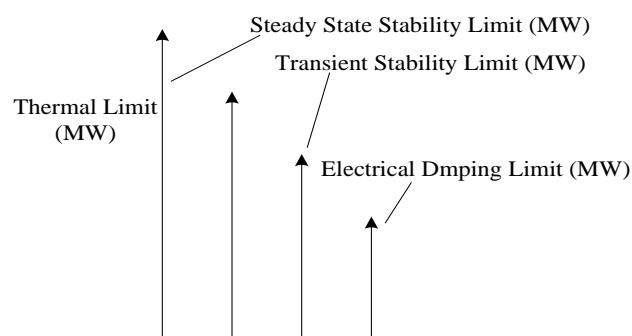 Steady State Stability Limit (MW)
Transient Stability Limit (MW)
Thermal Limit
(MW)
Electrical Dmping Limit (MW)